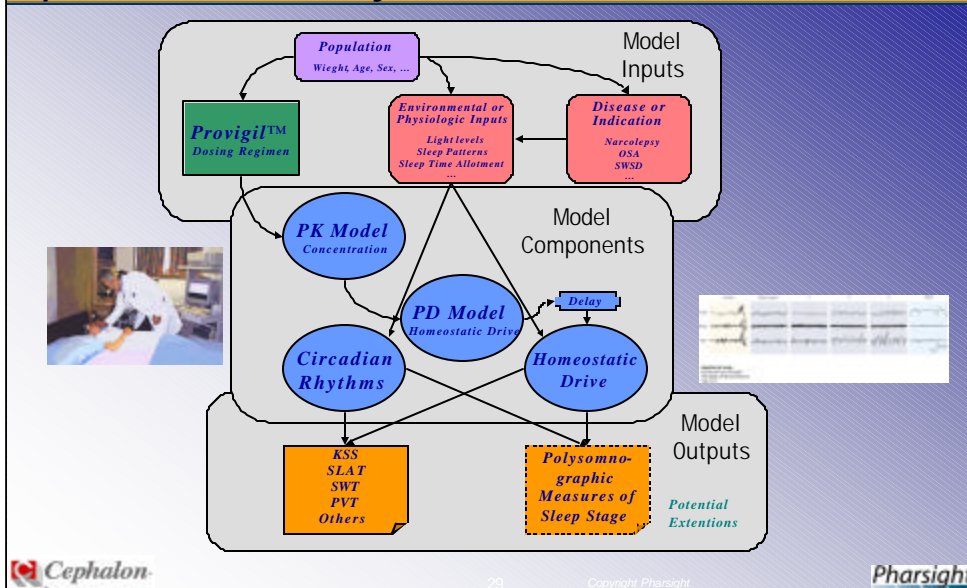 Model
Inputs
Population
Wieght, Age, Sex, ...
Provigil™
Dosing Regimen
Environmental or
Physiologic Inputs
Light levels
Sleep Patterns
Sleep Time Allotment
...
Disease or
Indication
Narcolepsy
OSA
SWSD
...
Model
Components
PK Model
Concentration
PD Model
Homeostatic Drive
Delay
Circadian
Rhythms
Homeostatic
Drive
Model
Outputs
KSS
SLAT
SWT
PVT
Others
Polysomno-
graphic
Measures of
Sleep Stage
Potential
Extentions
Cephalon
29
Copyright Pharsight
Pharsight